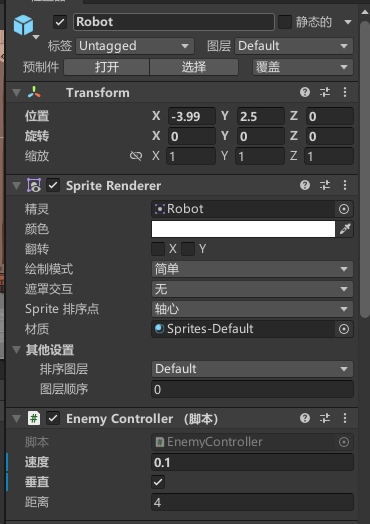 Robot 静态的
标签 Untagged 图层 Default
预制件 打开 选择 覆盖
Transform
位置 X -3.99 Y 2.5 Z 0
旋转 X 0 Y 0 Z 0
缩放 X 1 Y 1 Z 1
Sprite Renderer
精灵 Robot
颜色
翻转 X Y
绘制模式 简单
遮罩交互 无
Sprite 排序点 轴心
材质 Sprites-Default
其他设置
排序图层 Default
图层顺序 0
# Enemy Controller （脚本）
脚本 # EnemyController
速度 0.1
垂直
距离 4